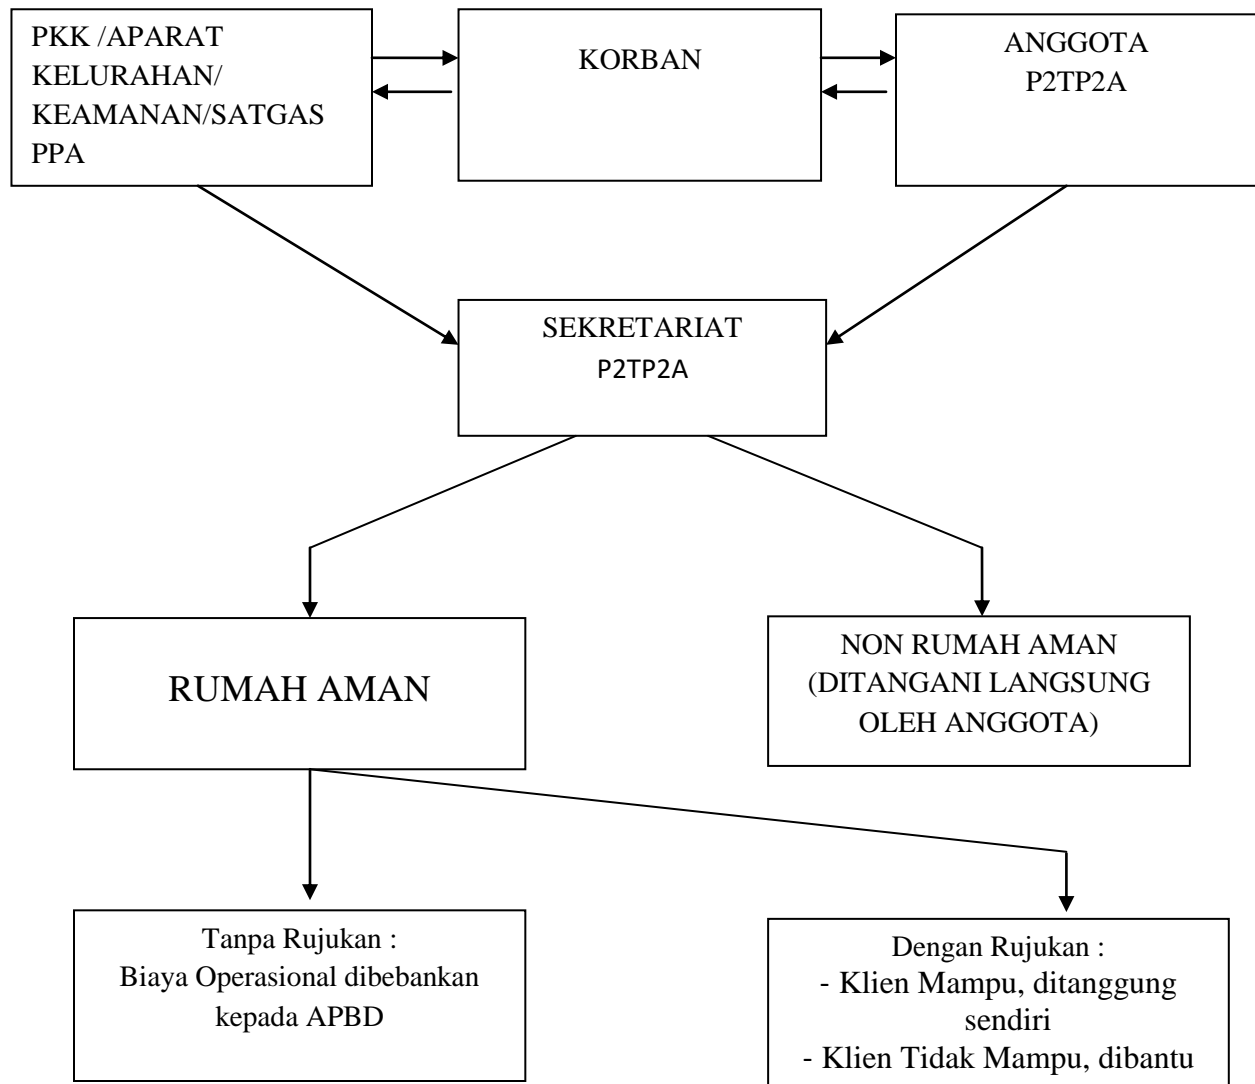 PKK /APARAT
KELURAHAN/
KEAMANAN/SATGAS
PPA
KORBAN
ANGGOTA
P2TP2A
SEKRETARIAT
P2TP2A
RUMAH AMAN
NON RUMAH AMAN
(DITANGANI LANGSUNG
OLEH ANGGOTA)
Tanpa Rujukan :
Biaya Operasional dibebankan
kepada APBD
Dengan Rujukan :
- Klien Mampu, ditanggung
sendiri
- Klien Tidak Mampu, dibantu